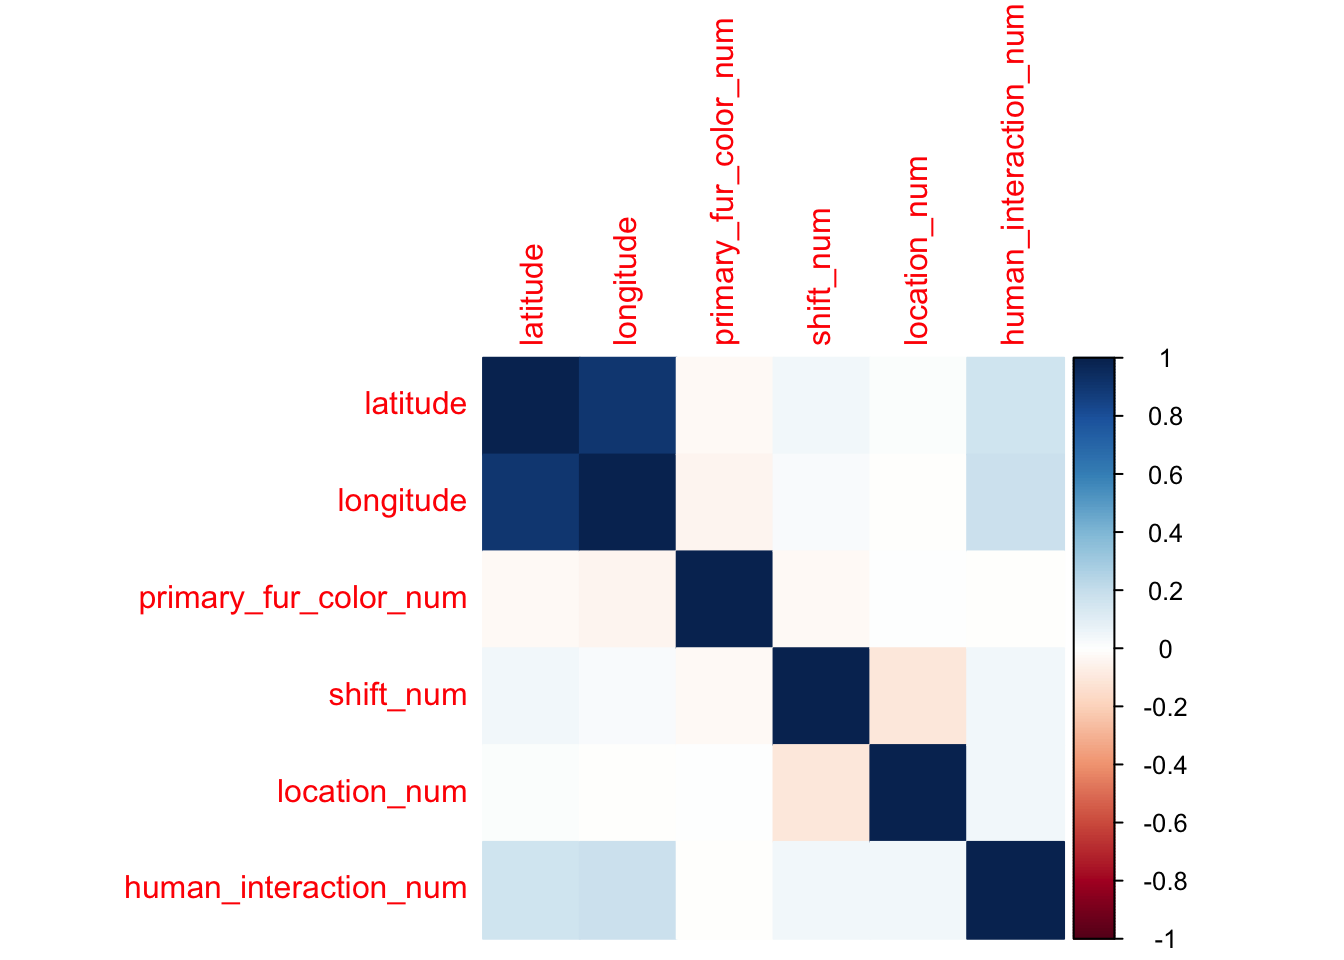 latitude
longitude
primary_fur_color_num
shift_num
location_num
human_interaction_num
latitude
longitude
primary_fur_color_num
shift_num
location_num
human_interaction_num
1
0.8
0.6
0.4
0.2
0
-0.2
-0.4
-0.6
-0.8
-1